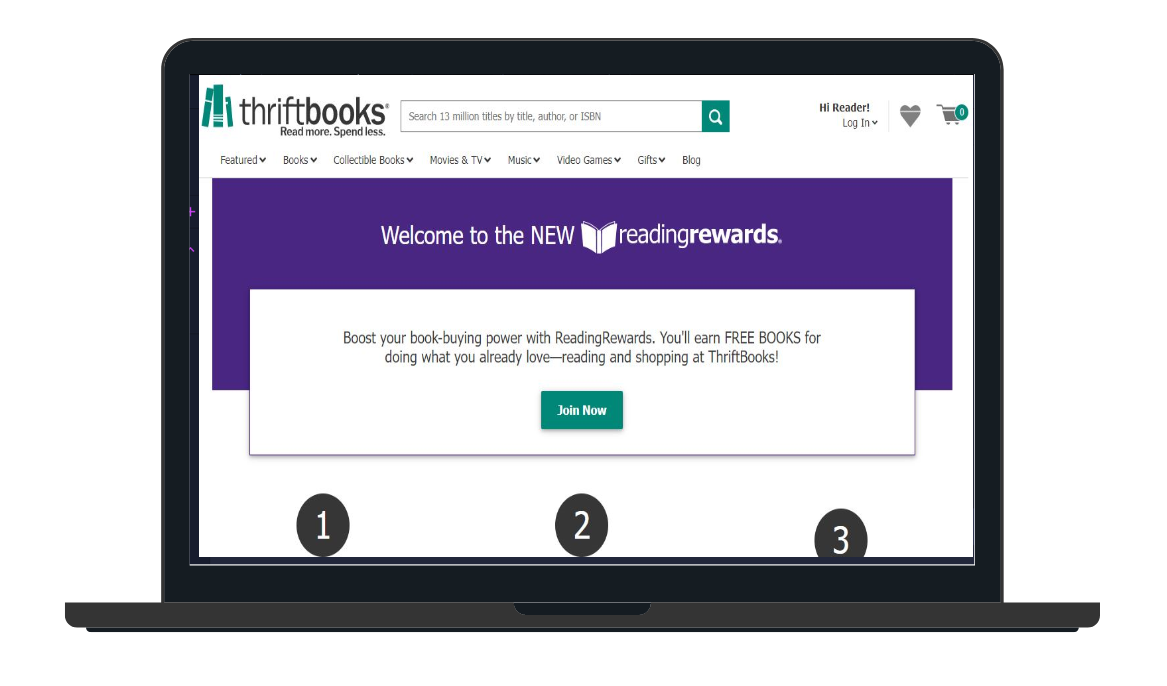 thriftbooks®
Read more. Spend less.
Search 13 million titles by title, author, or ISBN
Hi Reader!
Log In
0
Featured Books Collectible Books Movies & TV Music Video Games Gifts Blog
Welcome to the NEW readingrewards®
Boost your book-buying power with ReadingRewards. You'll earn FREE BOOKS for
doing what you already love—reading and shopping at ThriftBooks!
Join Now
1 2 3